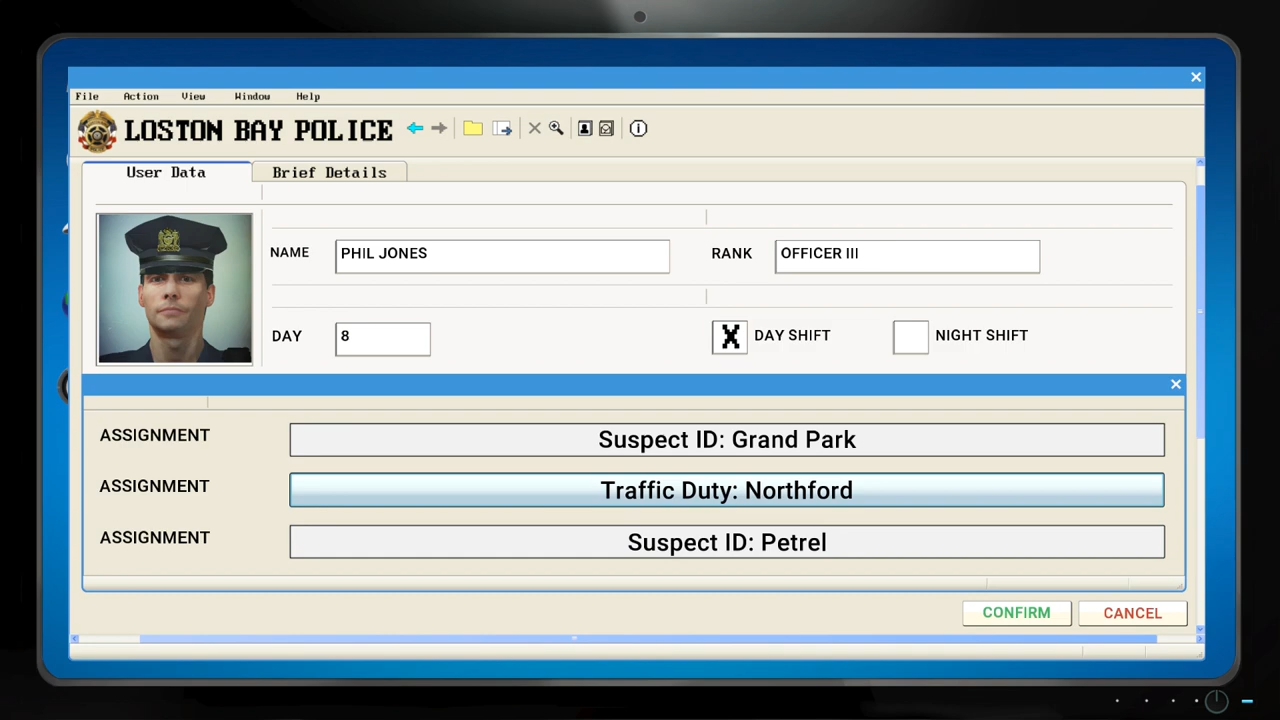 File Action View Window Help
LOSTON BAY POLICE
User Data Brief Details
NAME PHIL JONES RANK OFFICER III
DAY 8 X DAY SHIFT NIGHT SHIFT
ASSIGNMENT Suspect ID: Grand Park
ASSIGNMENT Traffic Duty: Northford
ASSIGNMENT Suspect ID: Petrel
CONFIRM CANCEL